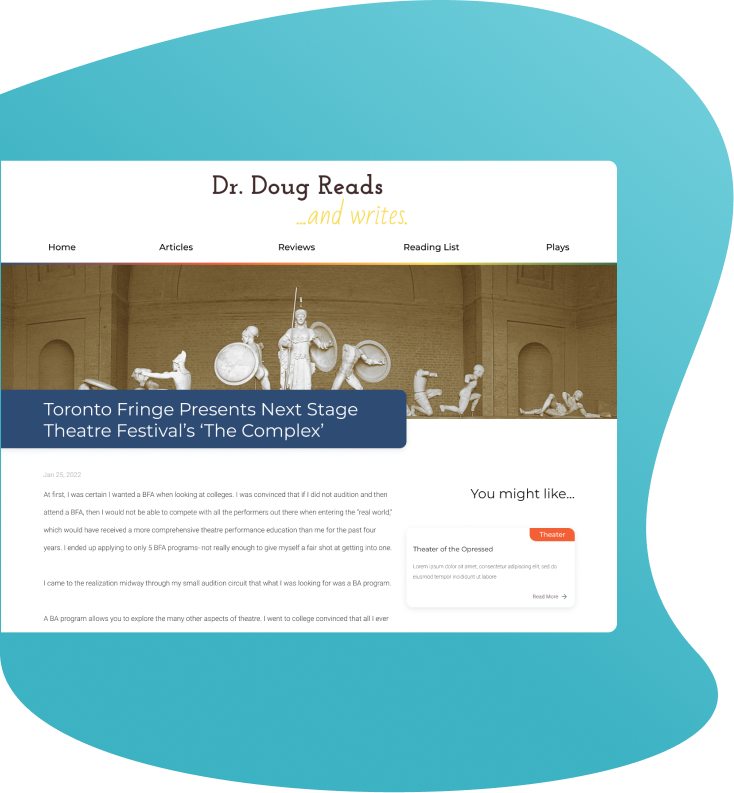 Dr. Doug Reads
...and writes.
Home Articles Reviews Reading List Plays
Toronto Fringe Presents Next Stage
Theatre Festival's ‘The Complex’
Jan 25, 2022
At first, I was certain I wanted a BFA when looking at colleges. I was convinced that if I did not audition and then
attend a BFA, then I would not be able to compete with all the performers out there when entering the "real world,"
which would have received a more comprehensive theatre performance education than me for the past four
years. I ended up applying to only 5 BFA programs- not really enough to give myself a fair shot at getting into one.
I came to the realization midway through my small audition circuit that what I was looking for was a BA program.
A BA program allows you to explore the many other aspects of theatre. I went to college convinced that all I ever
You might like...
Theater
Theater of the Opressed
Lorem ipsum dolor sit amet, consectetur adipiscing elit, sed do
eiusmod tempor incididunt ut labore
Read More →